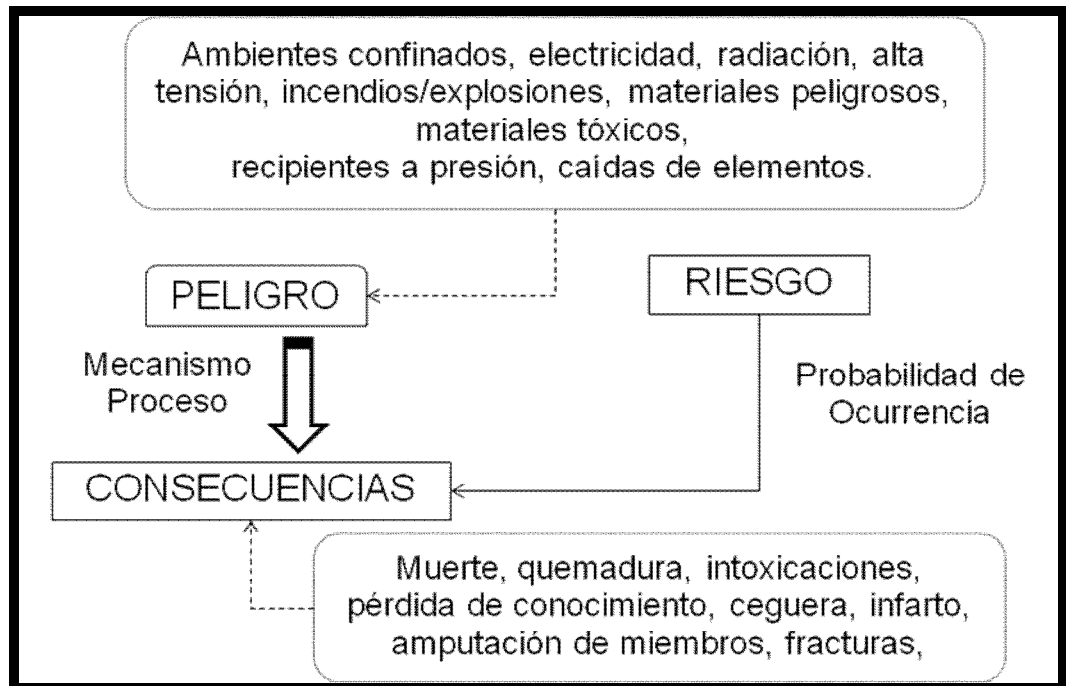 Ambientes confinados, electricidad, radiación, alta
tensión, incendios/explosiones, materiales peligrosos,
materiales tóxicos,
recipientes a presión, caídas de elementos.
PELIGRO
RIESGO
Mecanismo
Proceso
Probabilidad de
Ocurrencia
CONSECUENCIAS
Muerte, quemadura, intoxicaciones,
pérdida de conocimiento, ceguera, infarto,
amputación de miembros, fracturas,